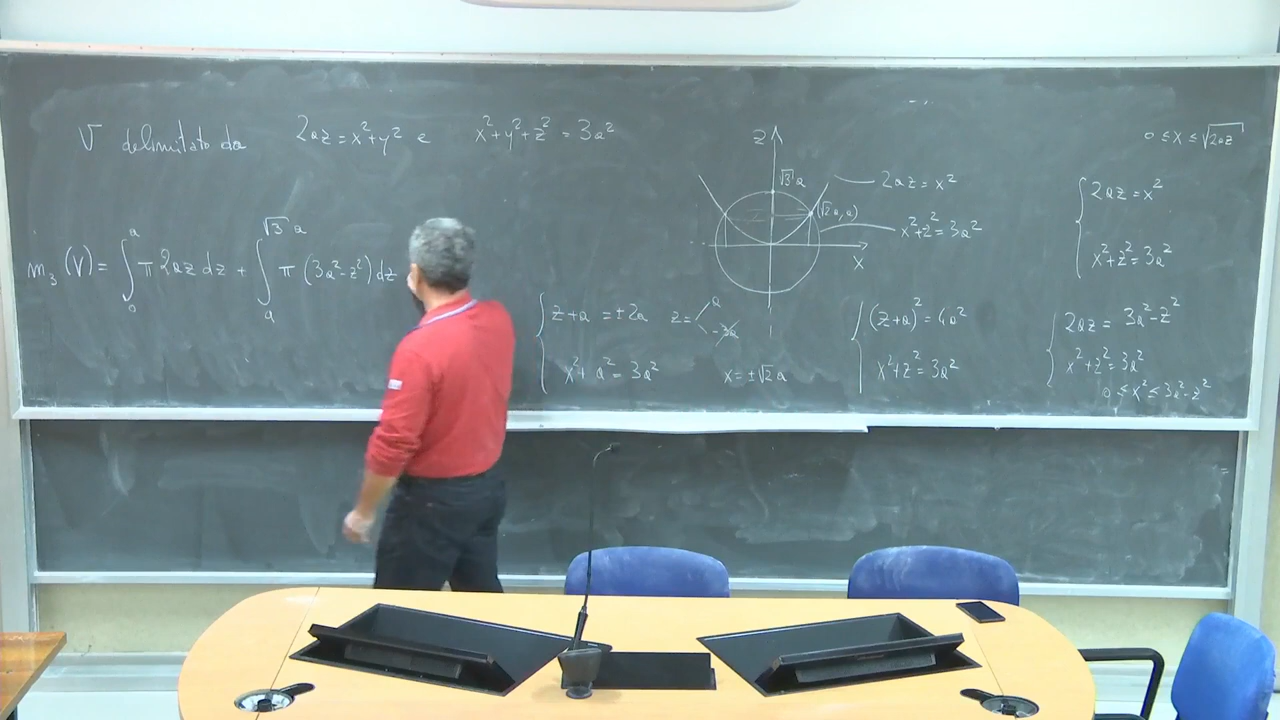 V delimitato da 2az = x²+y² e x²+y²+z² = 3a²
m₃(V) = ∫₀ᵃ π 2az dz + ∫ₐ^{√3 a} π (3a²-z²) dz
z
√3 a
(√2 a, a)
x
2az = x²
x²+z² = 3a²
0 ≤ x ≤ √2az
{ 2az = x²
x²+z² = 3a²
{ z+a = ±2a z = < a
-3a
x²+a² = 3a² x = ±√2 a
{ (z+a)² = 4a²
x²+z² = 3a²
{ 2az = 3a²-z²
x²+z² = 3a²
0 ≤ x² ≤ 3a²-z²